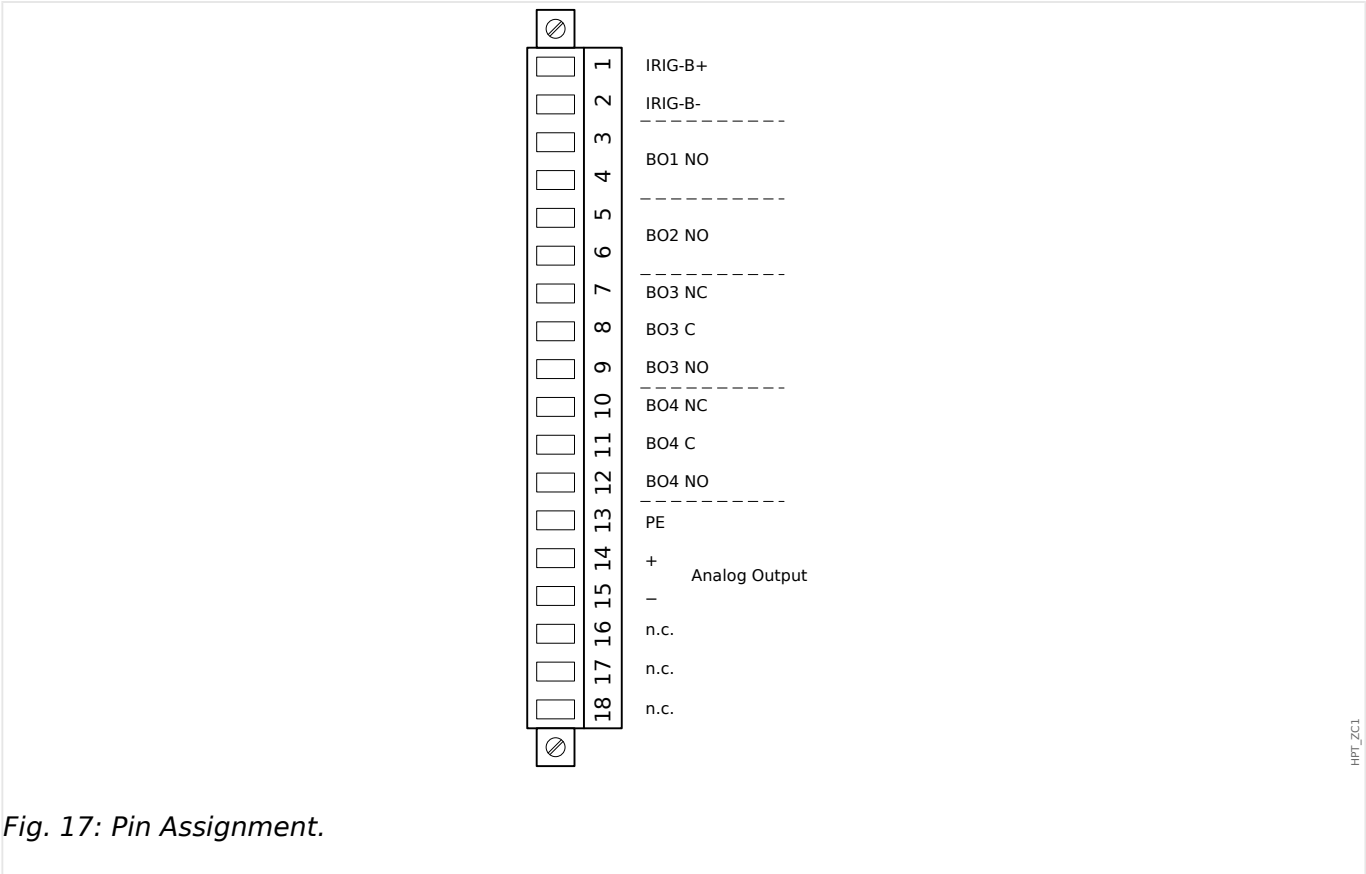 1 IRIG-B+
2 IRIG-B-
3
BO1 NO
4
5
BO2 NO
6
7 BO3 NC
8 BO3 C
9 BO3 NO
10 BO4 NC
11 BO4 C
12 BO4 NO
13 PE
14 +
Analog Output
15 −
16 n.c.
17 n.c.
18 n.c.
HPT_ZC1
Fig. 17: Pin Assignment.